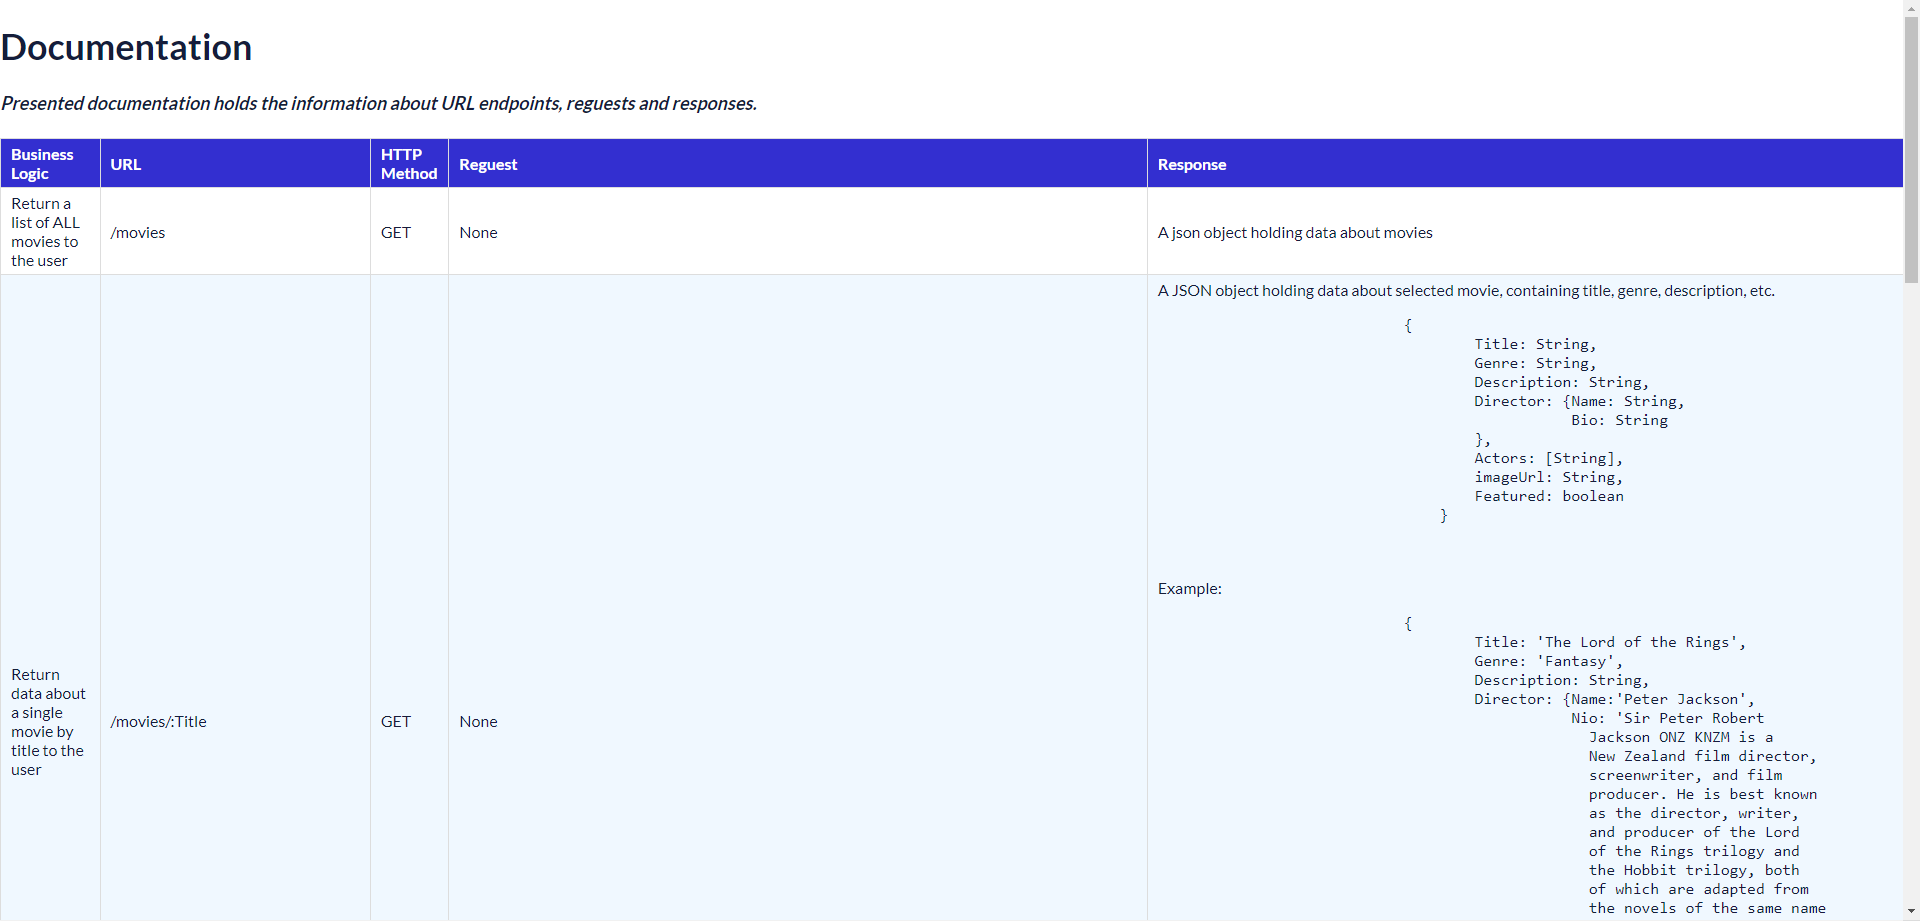 Documentation
Presented documentation holds the information about URL endpoints, reguests and responses.
Business
Logic
URL
HTTP
Method
Reguest
Response
Return a
list of ALL
movies to
the user
/movies
GET
None
A json object holding data about movies
Return
data about
a single
movie by
title to the
user
/movies/:Title
GET
None
A JSON object holding data about selected movie, containing title, genre, description, etc.
{
Title: String,
Genre: String,
Description: String,
Director: {Name: String,
Bio: String
},
Actors: [String],
imageUrl: String,
Featured: boolean
}
Example:
{
Title: 'The Lord of the Rings',
Genre: 'Fantasy',
Description: String,
Director: {Name:'Peter Jackson',
Nio: 'Sir Peter Robert
Jackson ONZ KNZM is a
New Zealand film director,
screenwriter, and film
producer. He is best known
as the director, writer,
and producer of the Lord
of the Rings trilogy and
the Hobbit trilogy, both
of which are adapted from
the novels of the same name